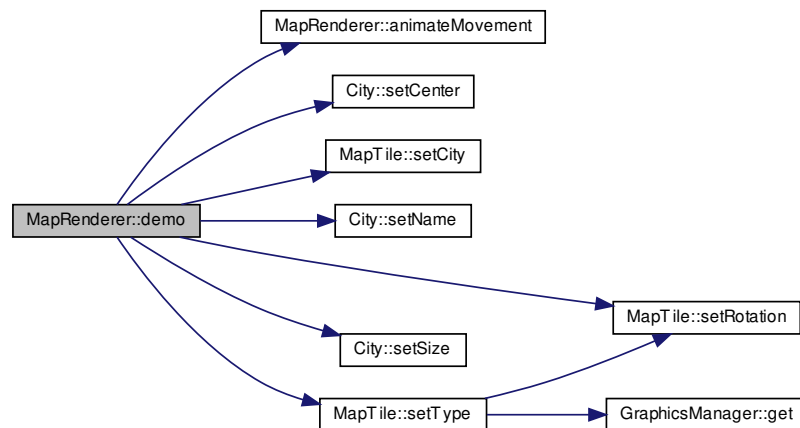 MapRenderer::animateMovement
City::setCenter
MapTile::setCity
MapRenderer::demo
City::setName
MapTile::setRotation
City::setSize
MapTile::setType
GraphicsManager::get